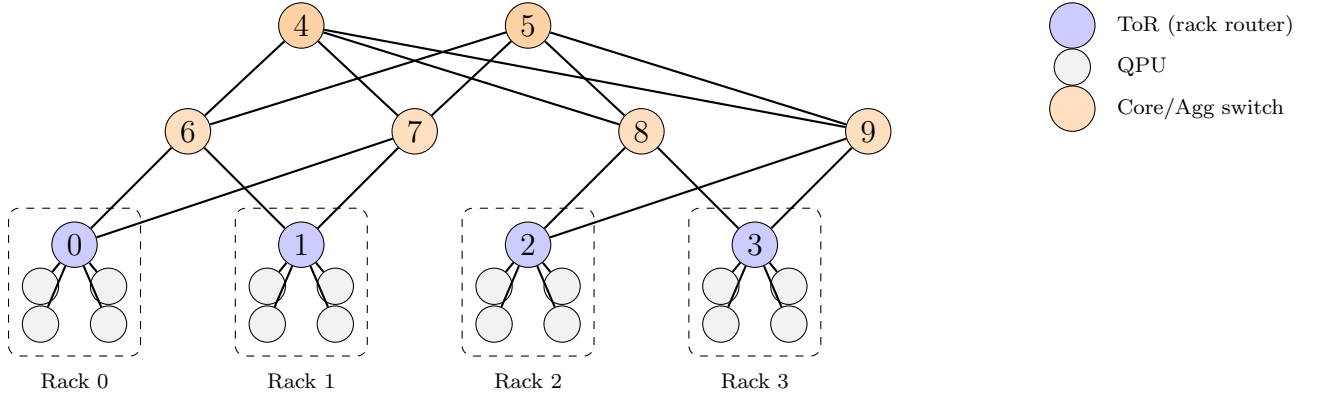 4 5
ToR (rack router)
QPU
Core/Agg switch
6 7 8 9
0 1 2 3
Rack 0 Rack 1 Rack 2 Rack 3